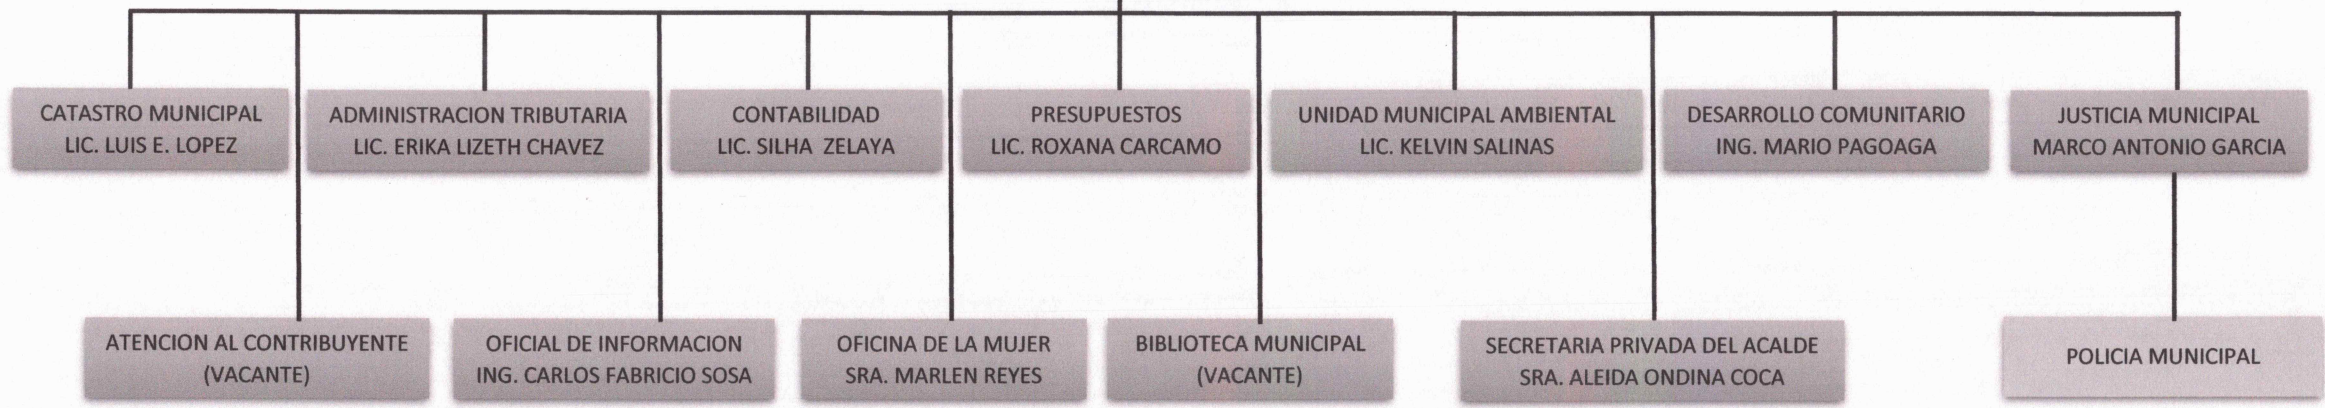 CATASTRO MUNICIPAL
LIC. LUIS E. LOPEZ
ADMINISTRACION TRIBUTARIA
LIC. ERIKA LIZETH CHAVEZ
CONTABILIDAD
LIC. SILHA ZELAYA
PRESUPUESTOS
LIC. ROXANA CARCAMO
UNIDAD MUNICIPAL AMBIENTAL
LIC. KELVIN SALINAS
DESARROLLO COMUNITARIO
ING. MARIO PAGOAGA
JUSTICIA MUNICIPAL
MARCO ANTONIO GARCIA
ATENCION AL CONTRIBUYENTE
(VACANTE)
OFICIAL DE INFORMACION
ING. CARLOS FABRICIO SOSA
OFICINA DE LA MUJER
SRA. MARLEN REYES
BIBLIOTECA MUNICIPAL
(VACANTE)
SECRETARIA PRIVADA DEL ACALDE
SRA. ALEIDA ONDINA COCA
POLICIA MUNICIPAL